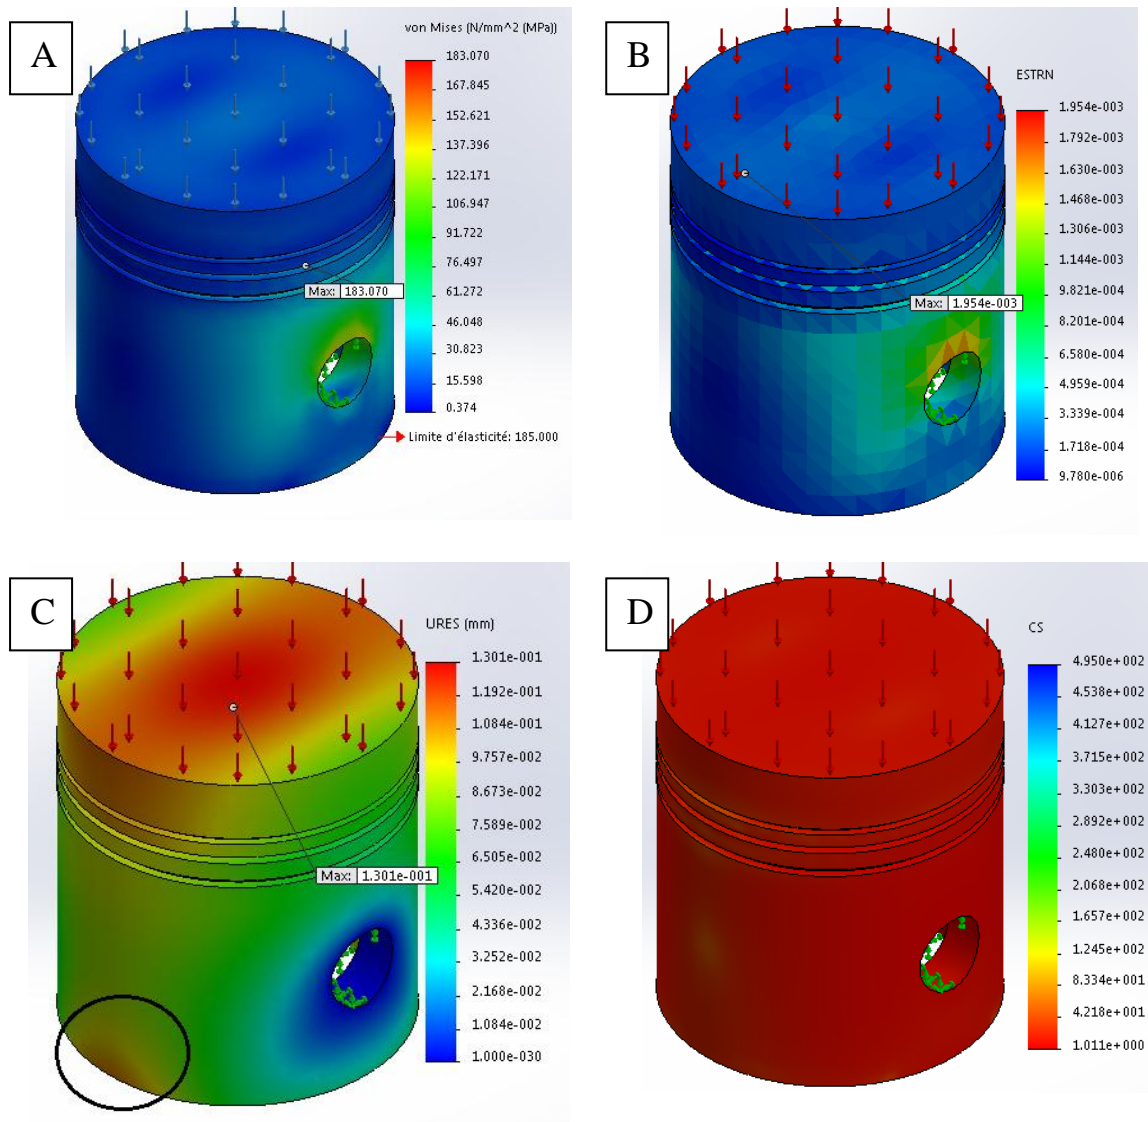 A
von Mises (N/mm^2 (MPa))
183.070
167.845
152.621
137.396
122.171
106.947
91.722
76.497
61.272
46.048
30.823
15.598
0.374
Max: 183.070
Limite d'élasticité: 185.000
B
ESTRN
1.954e-003
1.792e-003
1.630e-003
1.468e-003
1.306e-003
1.144e-003
9.821e-004
8.201e-004
6.580e-004
4.959e-004
3.339e-004
1.718e-004
9.780e-006
Max: 1.954e-003
C
URES (mm)
1.301e-001
1.192e-001
1.084e-001
9.757e-002
8.673e-002
7.589e-002
6.505e-002
5.420e-002
4.336e-002
3.252e-002
2.168e-002
1.084e-002
1.000e-030
Max: 1.301e-001
D
CS
4.950e+002
4.538e+002
4.127e+002
3.715e+002
3.303e+002
2.892e+002
2.480e+002
2.068e+002
1.657e+002
1.245e+002
8.334e+001
4.218e+001
1.011e+000